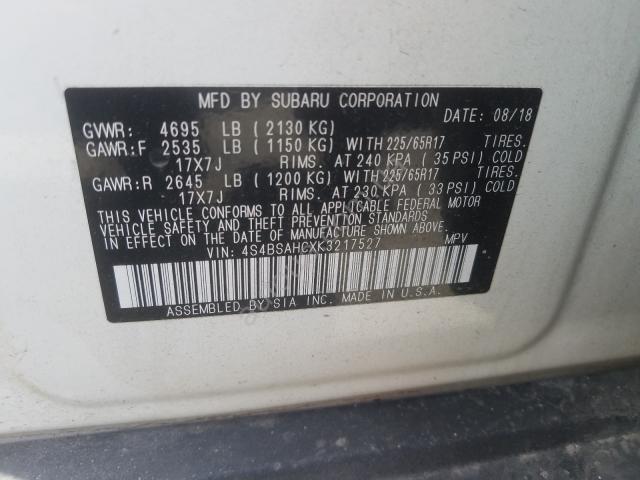 MFD BY SUBARU CORPORATION
DATE: 08/18
GVWR: 4695 LB (2130 KG)
GAWR:F 2535 LB (1150 KG) WITH 225/65R17 TIRES.
17X7J RIMS. AT 240 KPA (35 PSI) COLD
GAWR:R 2645 LB (1200 KG) WITH 225/65R17 TIRES.
17X7J RIMS. AT 230 KPA (33 PSI) COLD
THIS VEHICLE CONFORMS TO ALL APPLICABLE FEDERAL MOTOR
VEHICLE SAFETY AND THEFT PREVENTION STANDARDS
IN EFFECT ON THE DATE OF MANUFACTURE SHOWN ABOVE.
VIN: 4S4BSAHCXK3217527 MPV
ASSEMBLED BY SIA INC. MADE IN U.S.A.